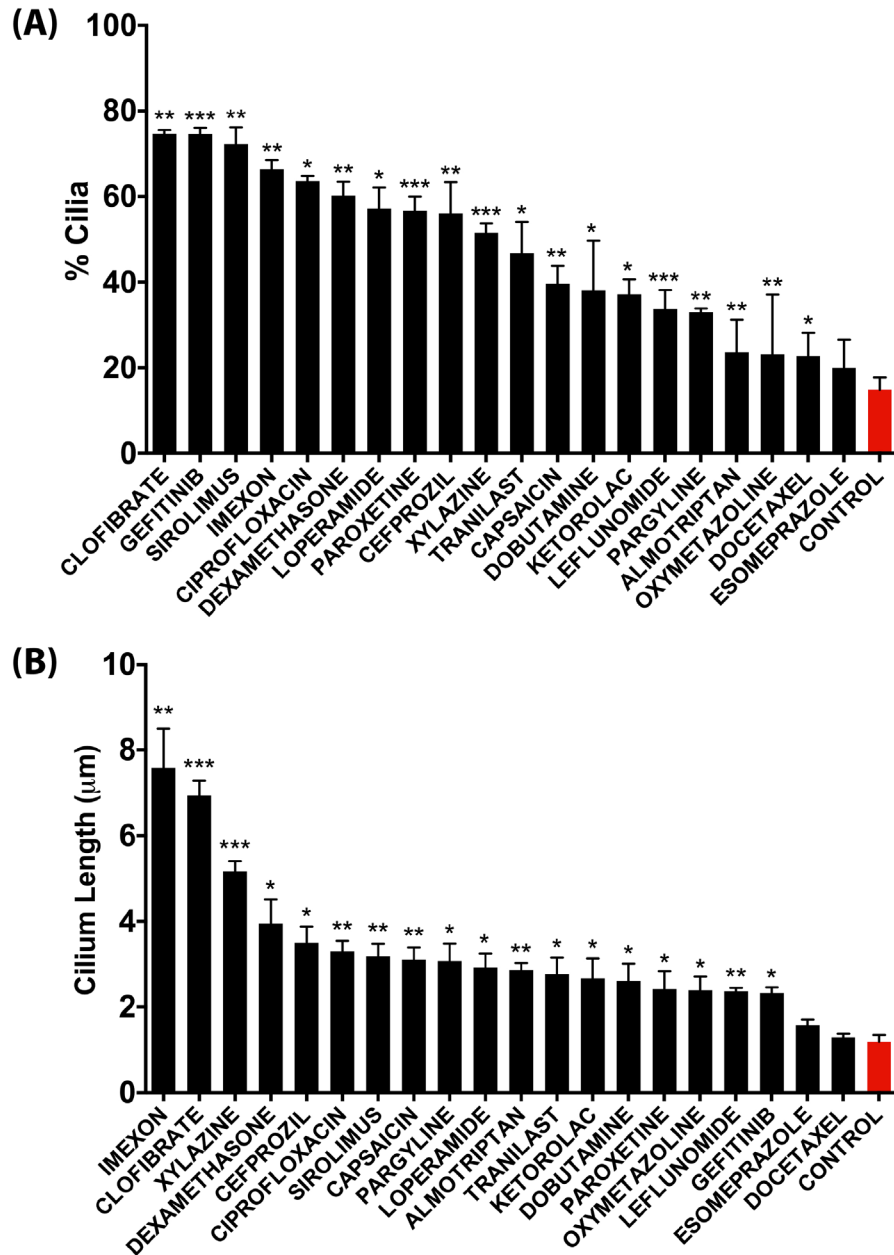 (A)
100
80
60
40
20
0
% Cilia
** *** ** ** * ** * *** ** *** * ** * * *** ** ** ** *
CLOFIBRATE
GEFITINIB
SIROLIMUS
IMEXON
CIPROFLOXACIN
DEXAMETHASONE
LOPERAMIDE
PAROXETINE
CEFPROZIL
XYLAZINE
TRANILAST
CAPSAICIN
DOBUTAMINE
KETOROLAC
LEFLUNOMIDE
PARGYLINE
ALMOTRIPTAN
OXYMETAZOLINE
DOCETAXEL
ESOMEPRAZOLE
CONTROL
(B)
10
8
6
4
2
0
Cilium Length (μm)
** *** *** * * ** ** ** * * ** * * * * * ** *
IMEXON
CLOFIBRATE
XYLAZINE
DEXAMETHASONE
CEFPROZIL
CIPROFLOXACIN
SIROLIMUS
CAPSAICIN
PARGYLINE
LOPERAMIDE
ALMOTRIPTAN
TRANILAST
KETOROLAC
DOBUTAMINE
PAROXETINE
OXYMETAZOLINE
LEFLUNOMIDE
GEFITINIB
ESOMEPRAZOLE
DOCETAXEL
CONTROL